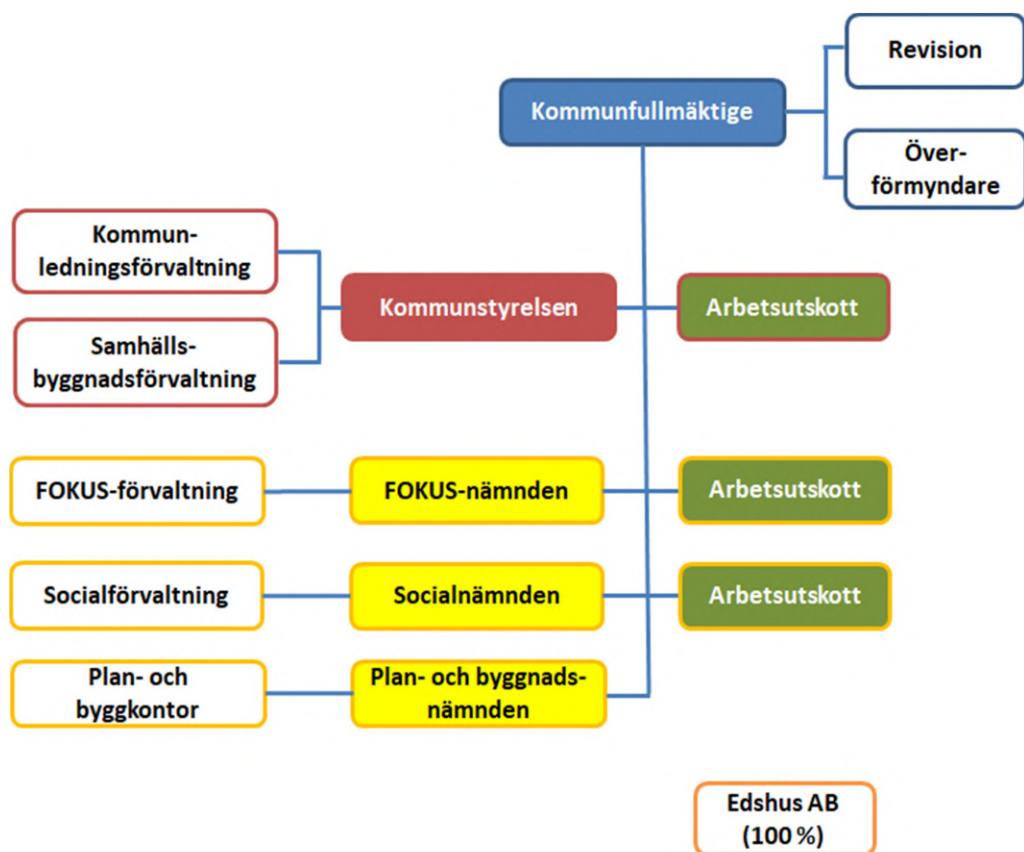 Revision
Kommunfullmäktige
Över-
förmyndare
Kommun-
ledningsförvaltning
Kommunstyrelsen
Arbetsutskott
Samhälls-
byggnadsförvaltning
FOKUS-förvaltning
FOKUS-nämnden
Arbetsutskott
Socialförvaltning
Socialnämnden
Arbetsutskott
Plan- och
byggkontor
Plan- och byggnads-
nämnden
Edshus AB
(100 %)